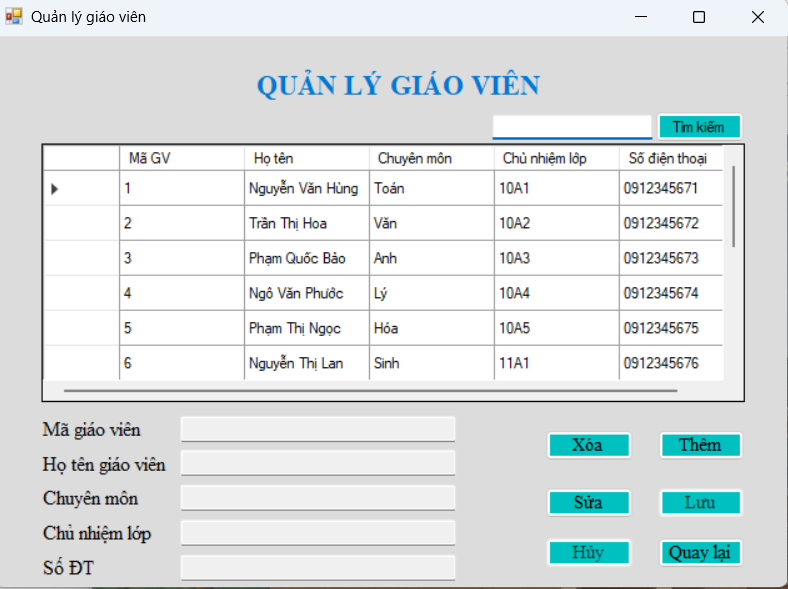 Quản lý giáo viên
QUẢN LÝ GIÁO VIÊN
Tìm kiếm
Mã GV Họ tên Chuyên môn Chủ nhiệm lớp Số điện thoại
1 Nguyễn Văn Hùng Toán 10A1 0912345671
2 Trần Thị Hoa Văn 10A2 0912345672
3 Phạm Quốc Bảo Anh 10A3 0912345673
4 Ngô Văn Phước Lý 10A4 0912345674
5 Phạm Thị Ngọc Hóa 10A5 0912345675
6 Nguyễn Thị Lan Sinh 11A1 0912345676
Mã giáo viên
Họ tên giáo viên
Chuyên môn
Chủ nhiệm lớp
Số ĐT
Xóa Thêm
Sửa Lưu
Hủy Quay lại